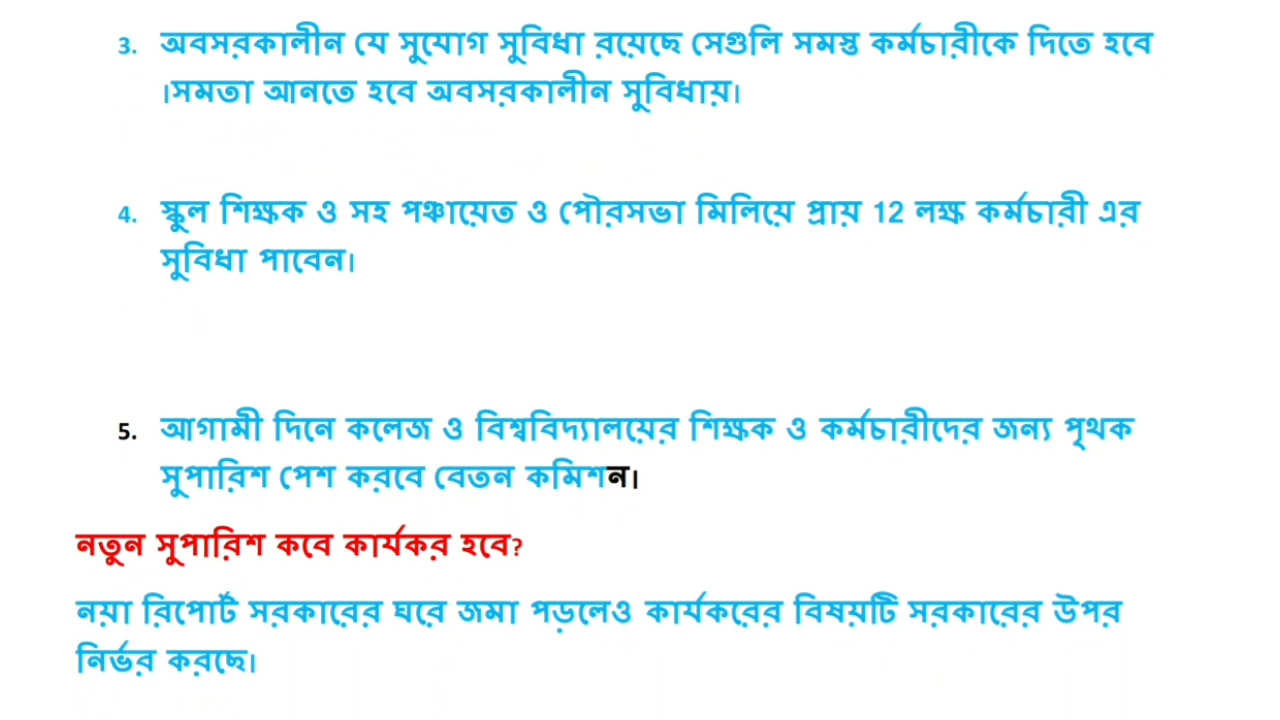 3. অবসরকালীন যে সুযোগ সুবিধা রয়েছে সেগুলি সমস্ত কর্মচারীকে দিতে হবে
।সমতা আনতে হবে অবসরকালীন সুবিধায়।
4. স্কুল শিক্ষক ও সহ পঞ্চায়েত ও পৌরসভা মিলিয়ে প্রায় 12 লক্ষ কর্মচারী এর
সুবিধা পাবেন।
5. আগামী দিনে কলেজ ও বিশ্ববিদ্যালয়ের শিক্ষক ও কর্মচারীদের জন্য পৃথক
সুপারিশ পেশ করবে বেতন কমিশন।
নতুন সুপারিশ কবে কার্যকর হবে?
নয়া রিপোর্ট সরকারের ঘরে জমা পড়লেও কার্যকরের বিষয়টি সরকারের উপর
নির্ভর করছে।